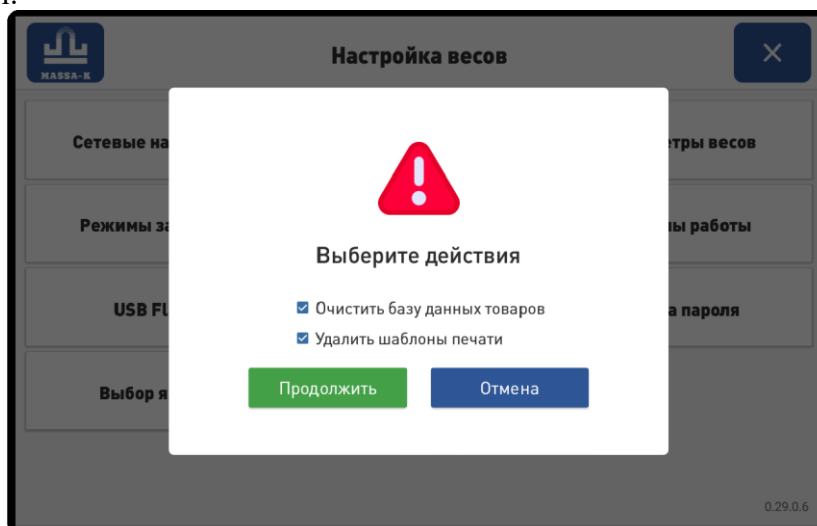 MASSA-K
Настройка весов
Сетевые на
тры весов
Режимы за
ы работы
USB Fl
а пароля
Выбор я
Выберите действия
Очистить базу данных товаров
Удалить шаблоны печати
Продолжить
Отмена
0.29.0.6